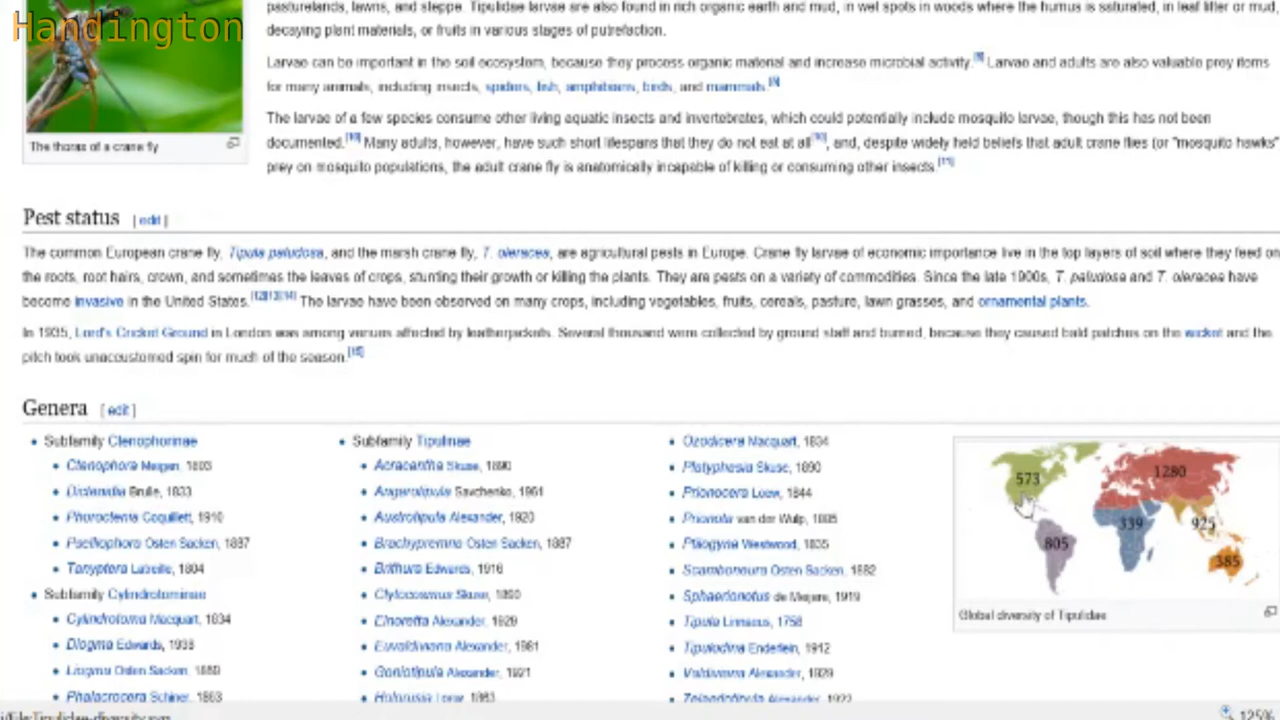 Handington
pasturelands, lawns, and steppe. Tipulidae larvae are also found in rich organic earth and mud, in wet spots in woods where the humus is saturated, in leaf litter or mud,
decaying plant materials, or fruits in various stages of putrefaction.
Larvae can be important in the soil ecosystem, because they process organic material and increase microbial activity. Larvae and adults are also valuable prey items
for many animals, including insects, spiders, fish, amphibians, birds, and mammals.
The larvae of a few species consume other living aquatic insects and invertebrates, which could potentially include mosquito larvae, though this has not been
documented.[10] Many adults, however, have such short lifespans that they do not eat at all[10], and, despite widely held beliefs that adult crane flies (or "mosquito hawks"
prey on mosquito populations, the adult crane fly is anatomically incapable of killing or consuming other insects.[11]
The thorax of a crane fly
Pest status [ edit ]
The common European crane fly, Tipula paludosa, and the marsh crane fly, T. oleracea, are agricultural pests in Europe. Crane fly larvae of economic importance live in the top layers of soil where they feed on
the roots, root hairs, crown, and sometimes the leaves of crops, stunting their growth or killing the plants. They are pests on a variety of commodities. Since the late 1900s, T. paludosa and T. oleracea have
become invasive in the United States.[12][13][14] The larvae have been observed on many crops, including vegetables, fruits, cereals, pasture, lawn grasses, and ornamental plants.
In 1935, Lord's Cricket Ground in London was among venues affected by leatherjackets. Several thousand were collected by ground staff and burned, because they caused bald patches on the wicket and the
pitch took unaccustomed spin for much of the season.[15]
Genera [ edit ]
Subfamily Ctenophorinae
Ctenophora Meigen, 1803
Dictenidia Brulle, 1833
Phoroctenia Coquillett, 1910
Pselliophora Osten Sacken, 1887
Tanyptera Latreille, 1804
Subfamily Cylindrotominae
Cylindrotoma Macquart, 1834
Diogma Edwards, 1938
Liogma Osten Sacken, 1869
Phalacrocera Schiner, 1863
Subfamily Tipulinae
Acracantha Skuse, 1890
Angarotipula Savchenko, 1961
Austrotipula Alexander, 1920
Brachypremna Osten Sacken, 1887
Brithura Edwards, 1916
Clytocosmus Skuse, 1890
Elnoretta Alexander, 1929
Euvaldiviana Alexander, 1981
Goniotipula Alexander, 1921
Holorusia Loew, 1863
Ozodicera Macquart, 1834
Platyphasia Skuse, 1890
Prionocera Loew, 1844
Prionota van der Wulp, 1885
Ptilogyna Westwood, 1835
Scamboneura Osten Sacken, 1882
Sphaerionotus de Meijere, 1919
Tipula Linnaeus, 1758
Tipulodina Enderlein, 1912
Valdiviana Alexander, 1929
Zelandotipula Alexander, 1922
573
1280
339
925
805
385
Global diversity of Tipulidae
i/File:Tipulidae-diversity.svg
125%